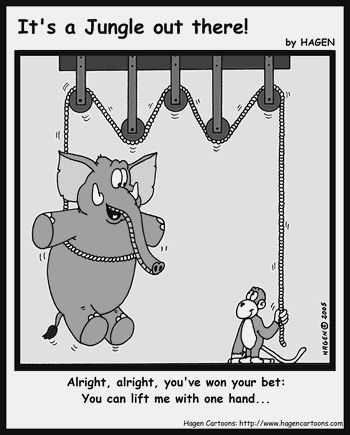 It's a Jungle out there!
by HAGEN
HAGEN © 2005
Alright, alright, you've won your bet:
You can lift me with one hand...
Hagen Cartoons: http://www.hagencartoons.com